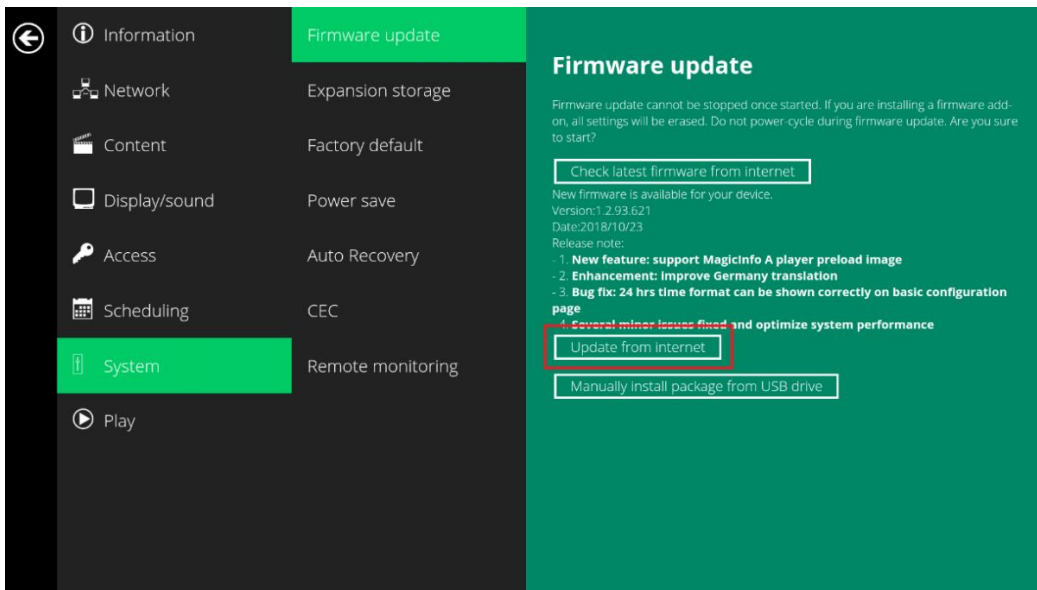 Information
Network
Content
Display/sound
Access
Scheduling
System
Play
Firmware update
Expansion storage
Factory default
Power save
Auto Recovery
CEC
Remote monitoring
Firmware update
Firmware update cannot be stopped once started. If you are installing a firmware add-
on, all settings will be erased. Do not power-cycle during firmware update. Are you sure
to start?
Check latest firmware from internet
New firmware is available for your device.
Version:1.2.93.621
Date:2018/10/23
Release note:
- 1. New feature: support MagicInfo A player preload image
- 2. Enhancement: Improve Germany translation
- 3. Bug fix: 24 hrs time format can be shown correctly on basic configuration
page
- 4. Several minor issues fixed and optimize system performance
Update from internet
Manually install package from USB drive